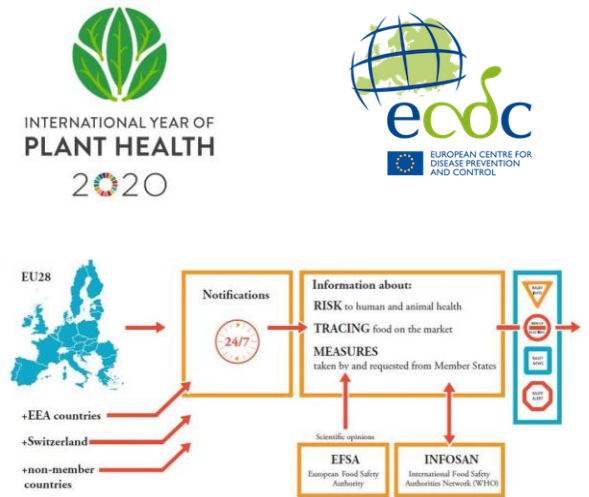 INTERNATIONAL YEAR OF
PLANT HEALTH
2020
ecdc
EUROPEAN CENTRE FOR
DISEASE PREVENTION
AND CONTROL
EU28
+EEA countries
+Switzerland
+non-member
countries
Notifications
24/7
Information about:
RISK to human and animal health
TRACING food on the market
MEASURES
taken by and requested from Member States
Scientific opinions
EFSA
European Food Safety
Authority
INFOSAN
International Food Safety
Authorities Network (WHO)